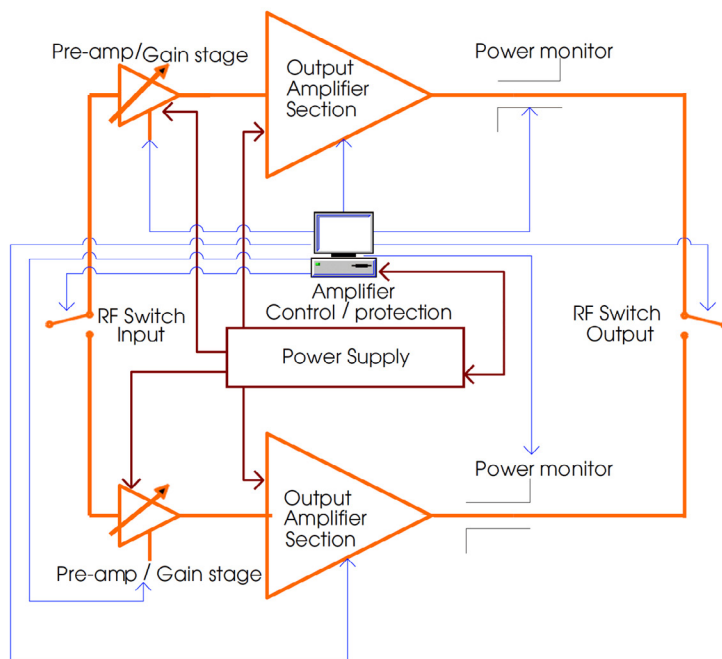 Pre-amp/Gain stage
Output
Amplifier
Section
Power monitor
Amplifier
Control / protection
RF Switch
Input
RF Switch
Output
Power Supply
Power monitor
Output
Amplifier
Section
Pre-amp / Gain stage